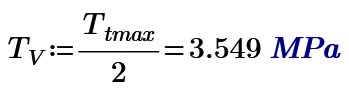 T_V := T_tmax / 2 = 3.549 MPa